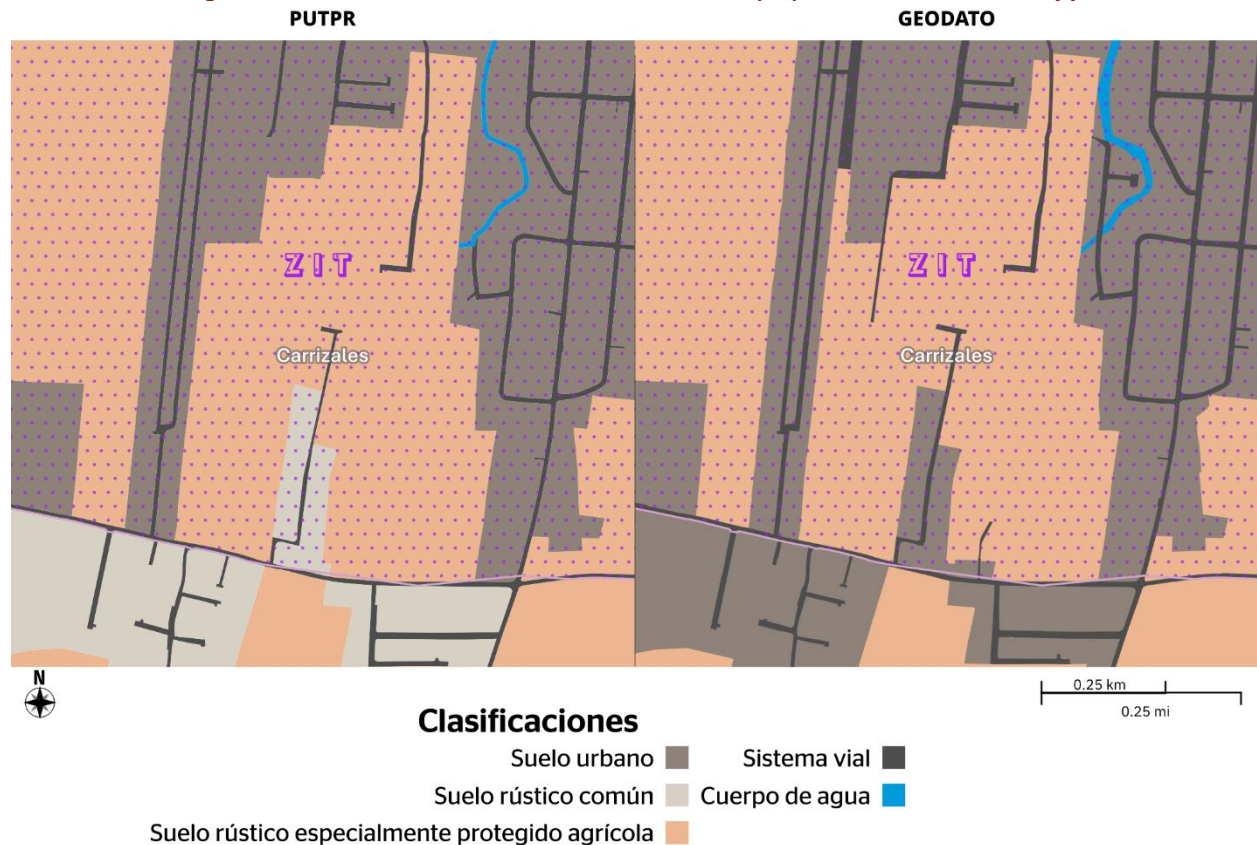 PUTPR
GEODATO
ZIT
ZIT
Carrizales
Carrizales
N
0.25 km
0.25 mi
Clasificaciones
Suelo urbano
Sistema vial
Suelo rústico común
Cuerpo de agua
Suelo rústico especialmente protegido agrícola